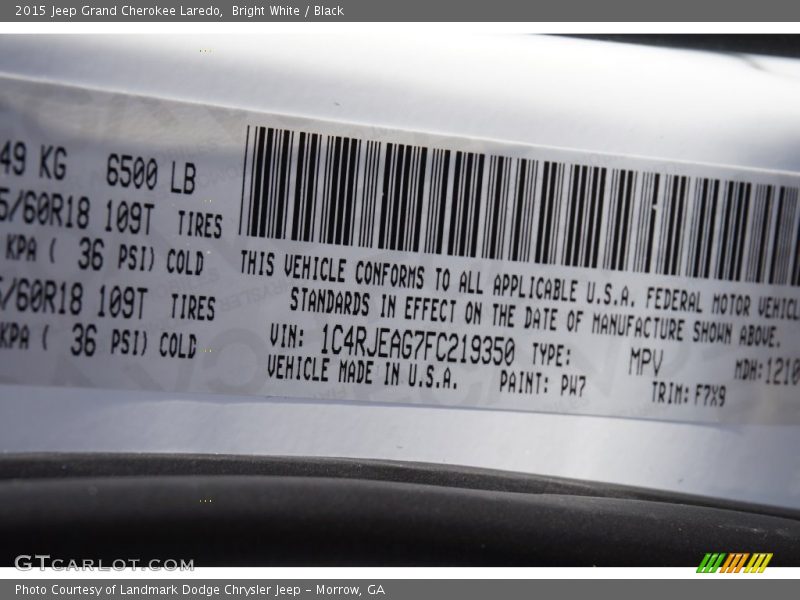 2015 Jeep Grand Cherokee Laredo, Bright White / Black
49 KG 6500 LB
5/60R18 109T TIRES
KPA ( 36 PSI) COLD
5/60R18 109T TIRES
KPA ( 36 PSI) COLD
THIS VEHICLE CONFORMS TO ALL APPLICABLE U.S.A. FEDERAL MOTOR VEHICL
STANDARDS IN EFFECT ON THE DATE OF MANUFACTURE SHOWN ABOVE.
VIN: 1C4RJEAG7FC219350 TYPE: MPV MDH:1210
VEHICLE MADE IN U.S.A. PAINT: PW7 TRIM: F7X9
GTCARLOT.COM
Photo Courtesy of Landmark Dodge Chrysler Jeep – Morrow, GA